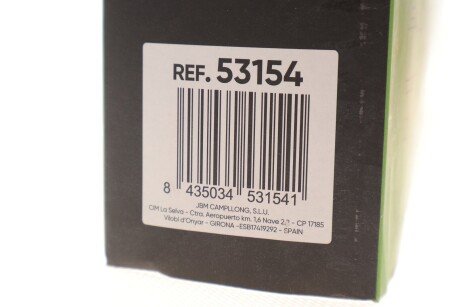 REF. 53154
8 435034 531541
JBM CAMPLLONG, S.L.U.
CIM La Selva - Ctra. Aeropuerto km. 1,6 Nave 2.2 - CP 17185
Vilobí d'Onyar - GIRONA -ESB17419292 - SPAIN